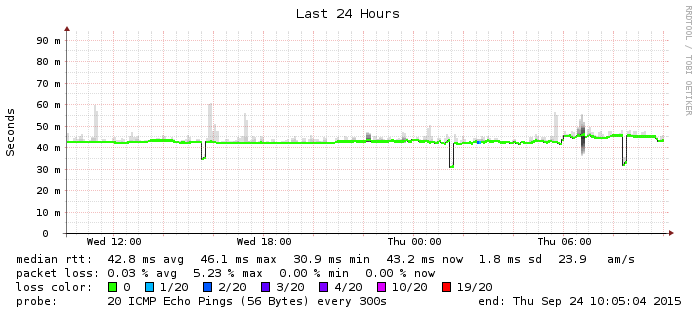 Last 24 Hours
RRDTOOL / TOBI OETIKER
Seconds
90 m
80 m
70 m
60 m
50 m
40 m
30 m
20 m
10 m
0
Wed 12:00 Wed 18:00 Thu 00:00 Thu 06:00
median rtt: 42.8 ms avg 46.1 ms max 30.9 ms min 43.2 ms now 1.8 ms sd 23.9 am/s
packet loss: 0.03 % avg 5.23 % max 0.00 % min 0.00 % now
loss color: 0 1/20 2/20 3/20 4/20 10/20 19/20
probe: 20 ICMP Echo Pings (56 Bytes) every 300s end: Thu Sep 24 10:05:04 2015